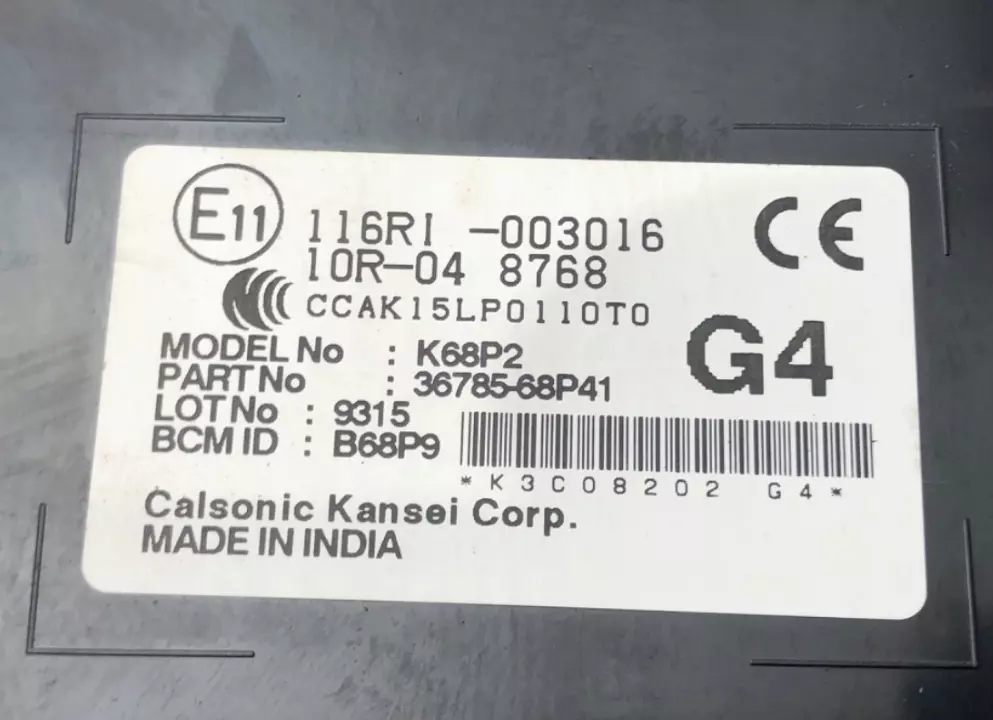 E11 116RI -003016 CE
10R-04 8768
CCAK15LP0110T0
G4
MODEL No : K68P2
PART No : 36785-68P41
LOT No : 9315
BCM ID : B68P9
*K3C08202 G4*
Calsonic Kansei Corp.
MADE IN INDIA